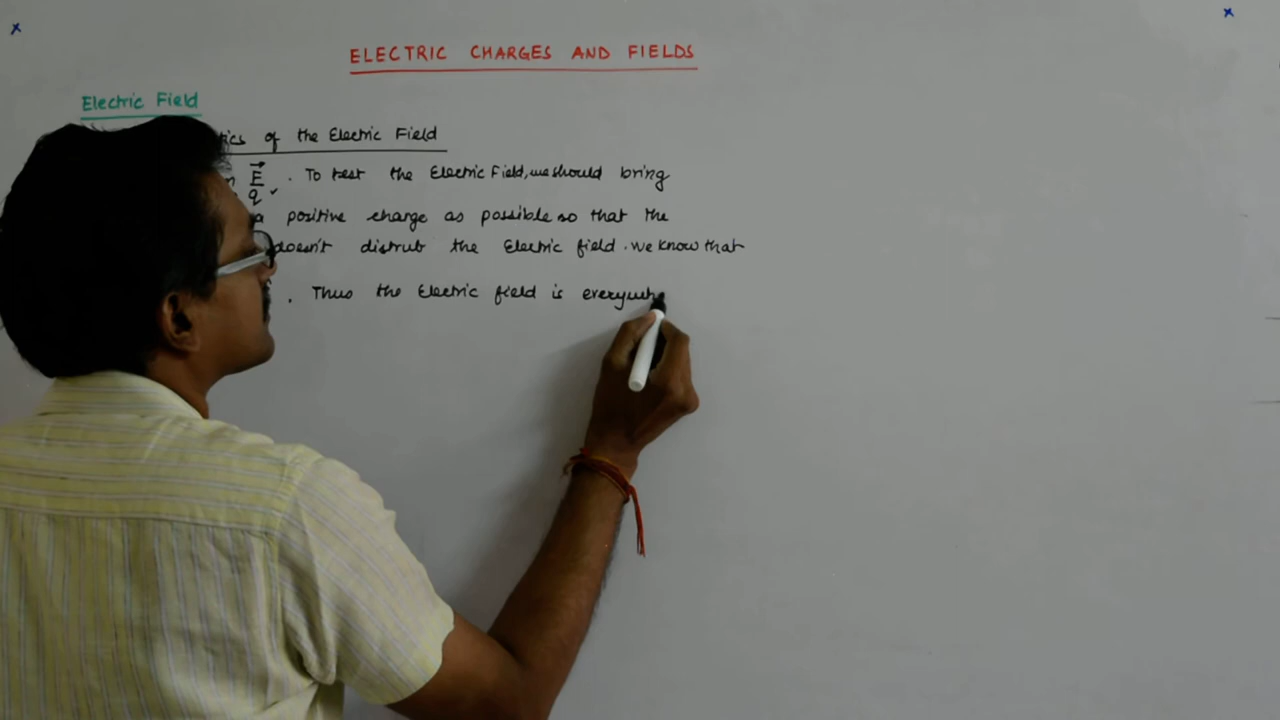 ELECTRIC CHARGES AND FIELDS
Electric Field
of the Electric Field
E⃗ . To test the Electric Field, we should bring
q
a positive charge as possible so that the
doesn't distrub the Electric field . we know that
. Thus the Electric field is everywhe